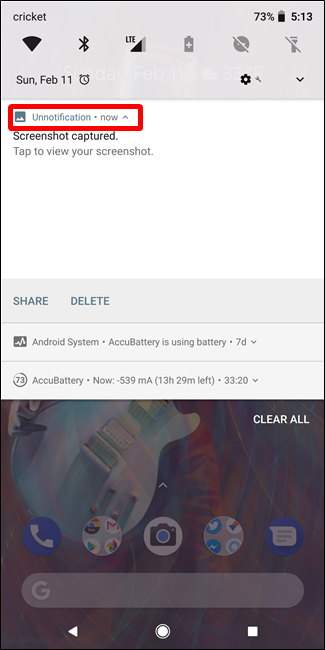 cricket 73% 5:13
LTE
Sun, Feb 11
Unnotification • now
Screenshot captured.
Tap to view your screenshot.
SHARE DELETE
Android System • AccuBattery is using battery • 7d
73 AccuBattery • Now: -539 mA (13h 29m left) • 33:20
CLEAR ALL
G